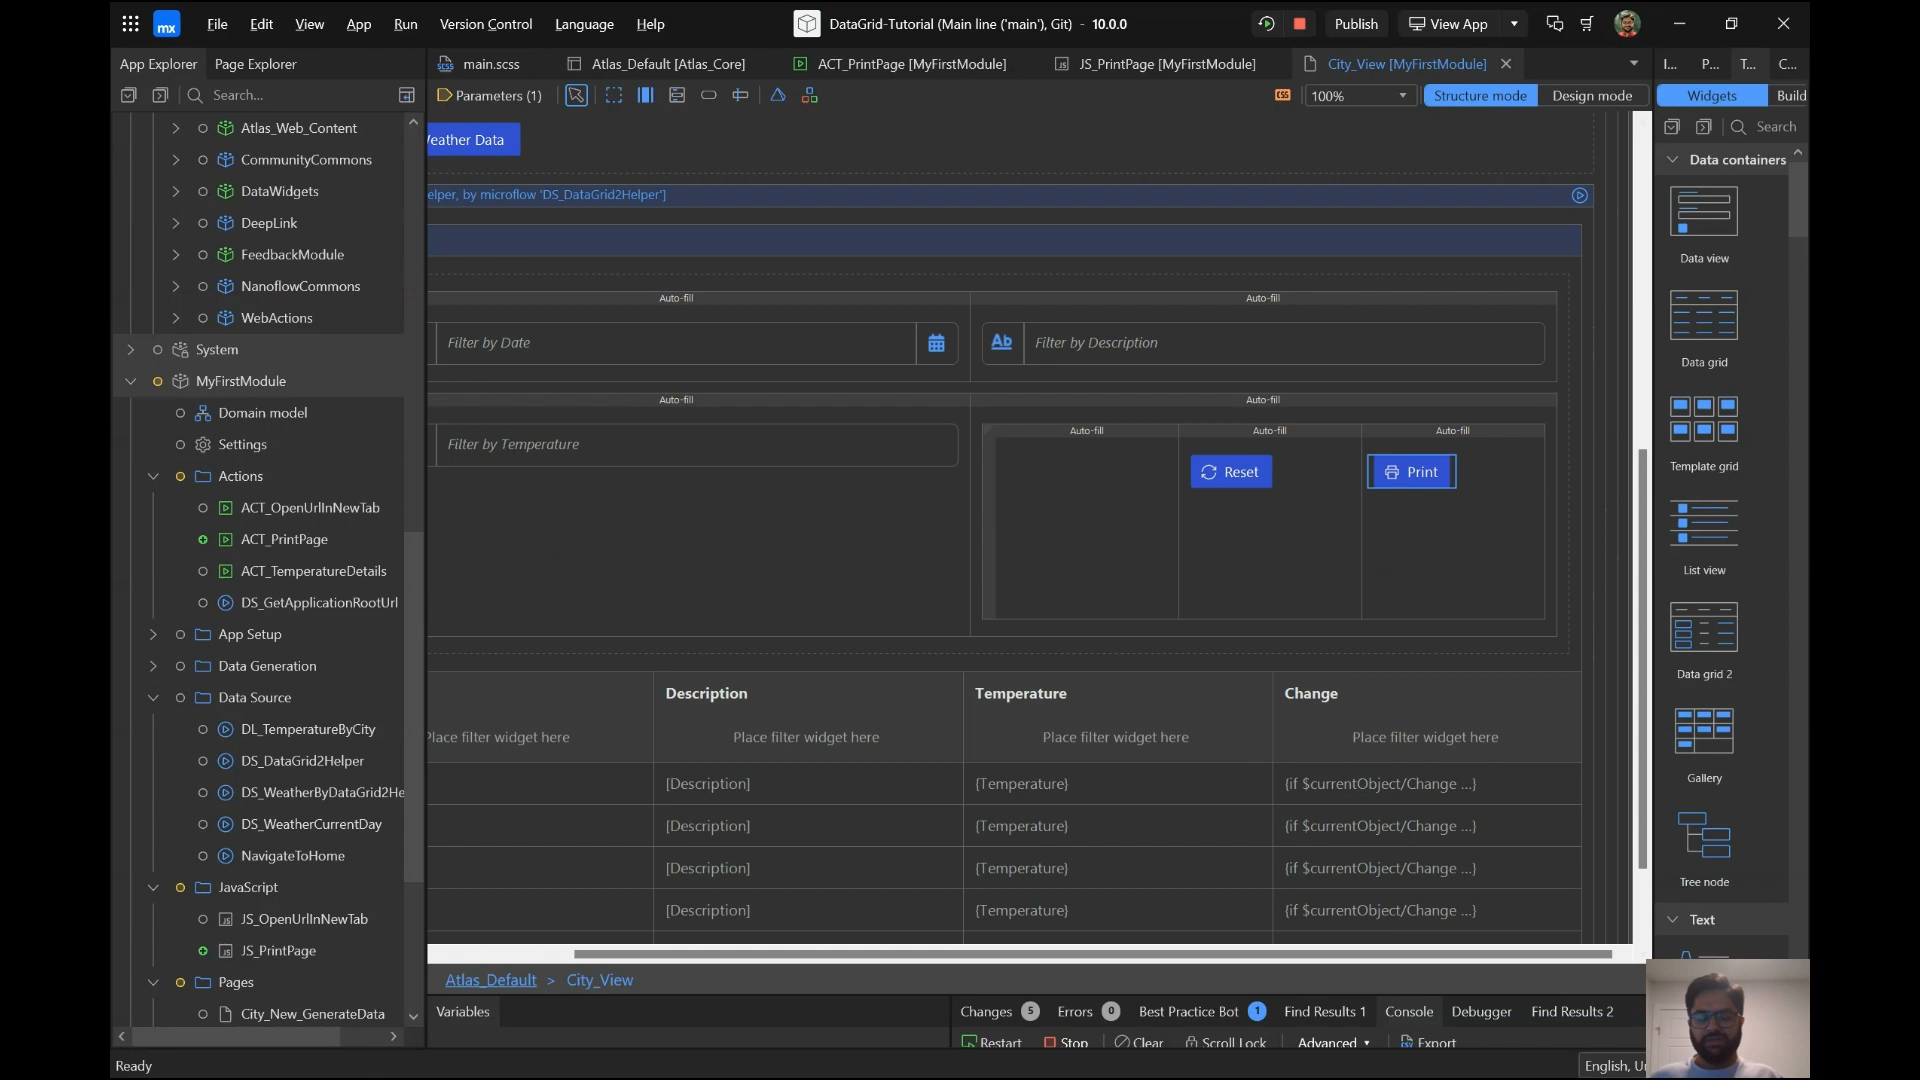 mx File Edit View App Run Version Control Language Help DataGrid-Tutorial (Main line ('main'), Git) - 10.0.0 Publish View App
App Explorer Page Explorer
main.scss Atlas_Default [Atlas_Core] ACT_PrintPage [MyFirstModule] JS_PrintPage [MyFirstModule] City_View [MyFirstModule] I... P... T... C...
Search...
Parameters (1) CSS 100% Structure mode Design mode Widgets Build
Atlas_Web_Content
CommunityCommons
DataWidgets
DeepLink
FeedbackModule
NanoflowCommons
WebActions
System
MyFirstModule
Domain model
Settings
Actions
ACT_OpenUrlInNewTab
ACT_PrintPage
ACT_TemperatureDetails
DS_GetApplicationRootUrl
App Setup
Data Generation
Data Source
DL_TemperatureByCity
DS_DataGrid2Helper
DS_WeatherByDataGrid2He
DS_WeatherCurrentDay
NavigateToHome
JavaScript
JS_OpenUrlInNewTab
JS_PrintPage
Pages
City_New_GenerateData
eather Data
elper, by microflow 'DS_DataGrid2Helper']
Auto-fill Auto-fill
Filter by Date Ab Filter by Description
Auto-fill Auto-fill
Filter by Temperature
Auto-fill Auto-fill Auto-fill
Reset Print
Description Temperature Change
Place filter widget here Place filter widget here Place filter widget here Place filter widget here
[Description] {Temperature} {if $currentObject/Change ...}
[Description] {Temperature} {if $currentObject/Change ...}
[Description] {Temperature} {if $currentObject/Change ...}
[Description] {Temperature} {if $currentObject/Change ...}
Atlas_Default > City_View
Search
Data containers
Data view
Data grid
Template grid
List view
Data grid 2
Gallery
Tree node
Text
Variables
Changes 5 Errors 0 Best Practice Bot 1 Find Results 1 Console Debugger Find Results 2
Restart Stop Clear Scroll Lock Advanced Export
Ready
English, Un